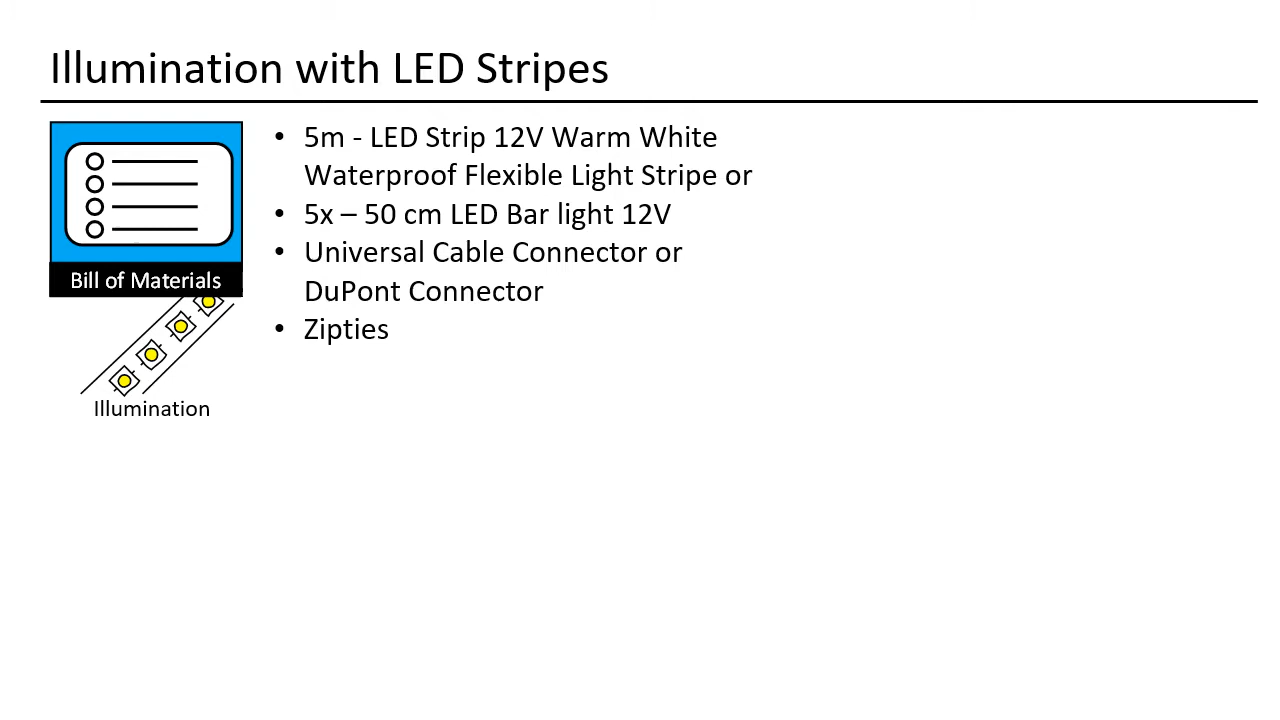 Illumination with LED Stripes
• 5m - LED Strip 12V Warm White
Waterproof Flexible Light Stripe or
• 5x – 50 cm LED Bar light 12V
• Universal Cable Connector or
DuPont Connector
• Zipties
Bill of Materials
Illumination